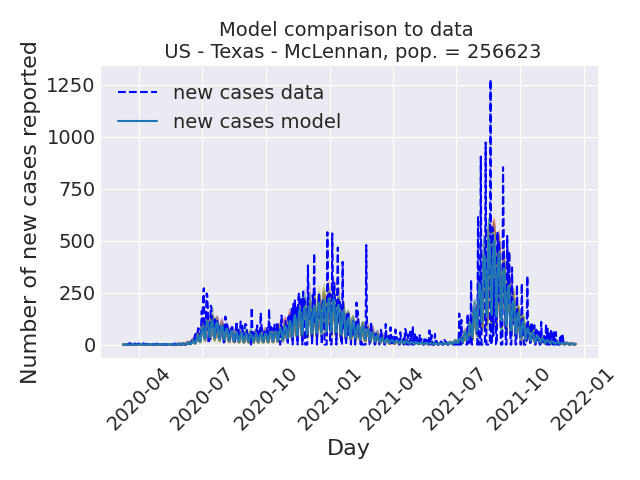 Model comparison to data
US - Texas - McLennan, pop. = 256623
new cases data
new cases model
Number of new cases reported
1250
1000
750
500
250
0
2020-04
2020-07
2020-10
2021-01
2021-04
2021-07
2021-10
2022-01
Day